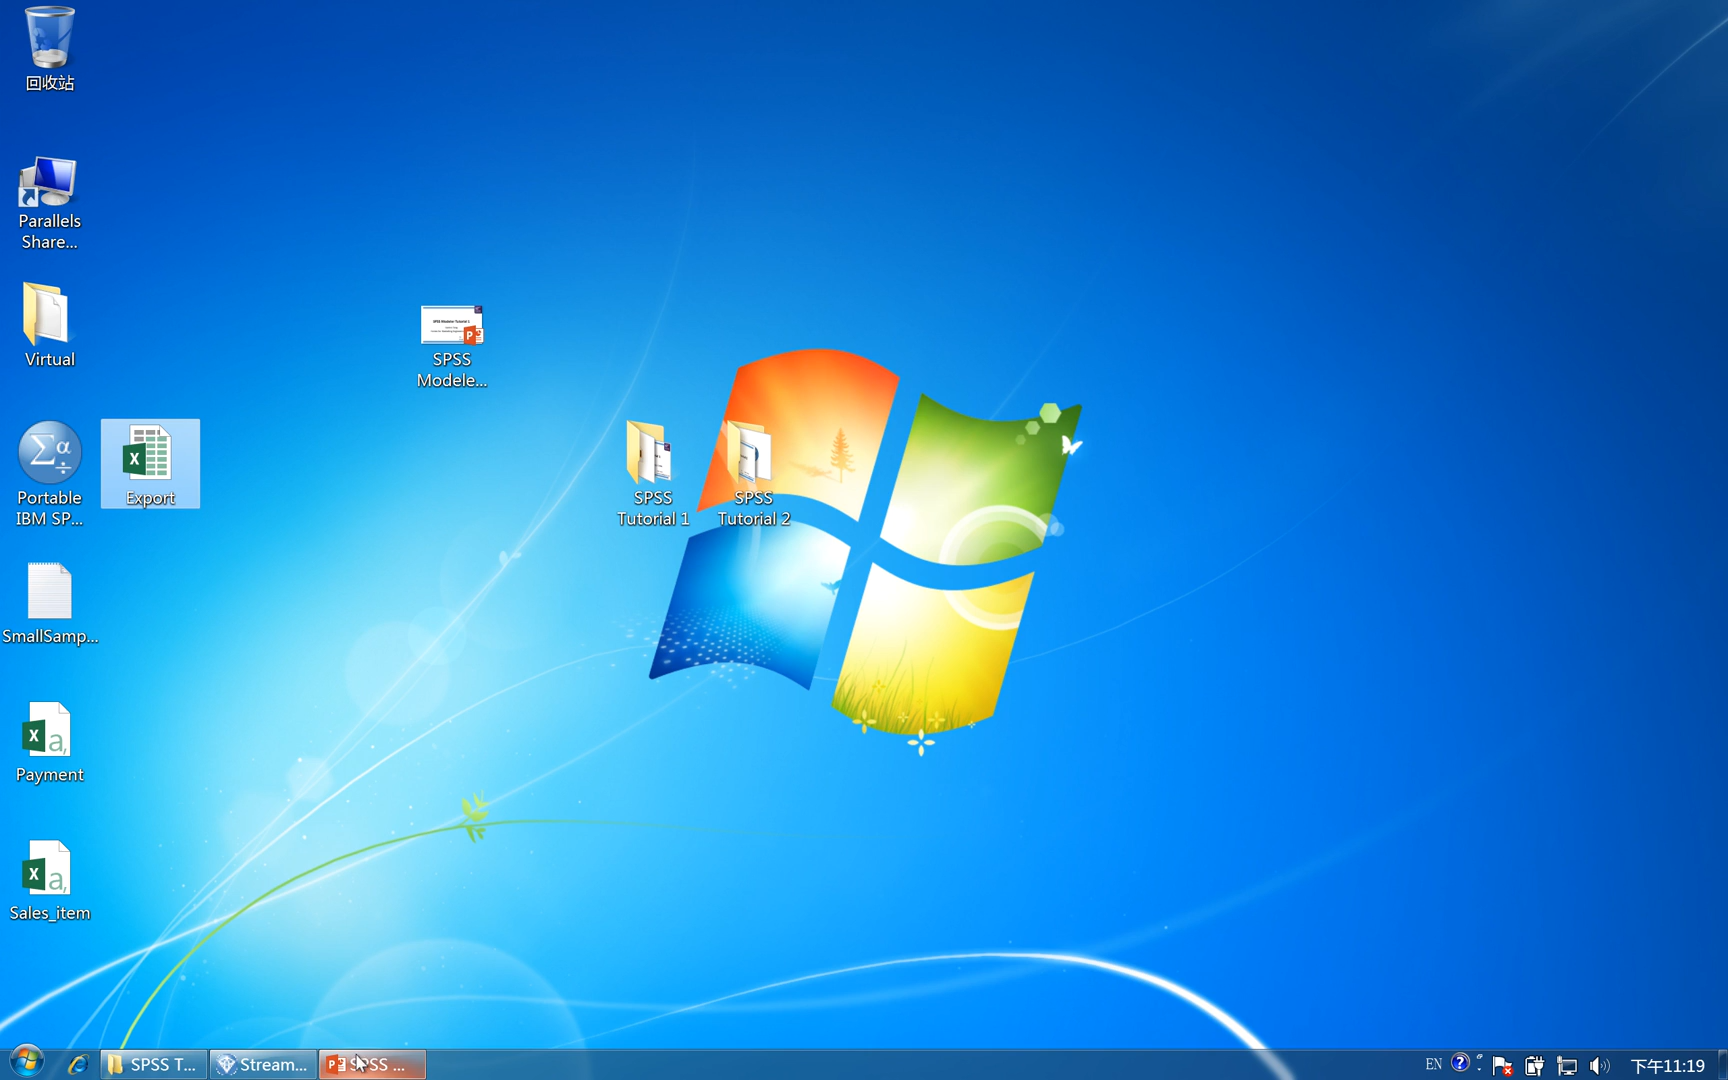 回收站
Parallels
Share...
Virtual
SPSS
Modele...
Portable
IBM SP...
Export
SPSS
Tutorial 1
SPSS
Tutorial 2
SmallSamp...
Payment
Sales_item
SPSS T...
Stream...
SPSS ...
EN
下午11:19